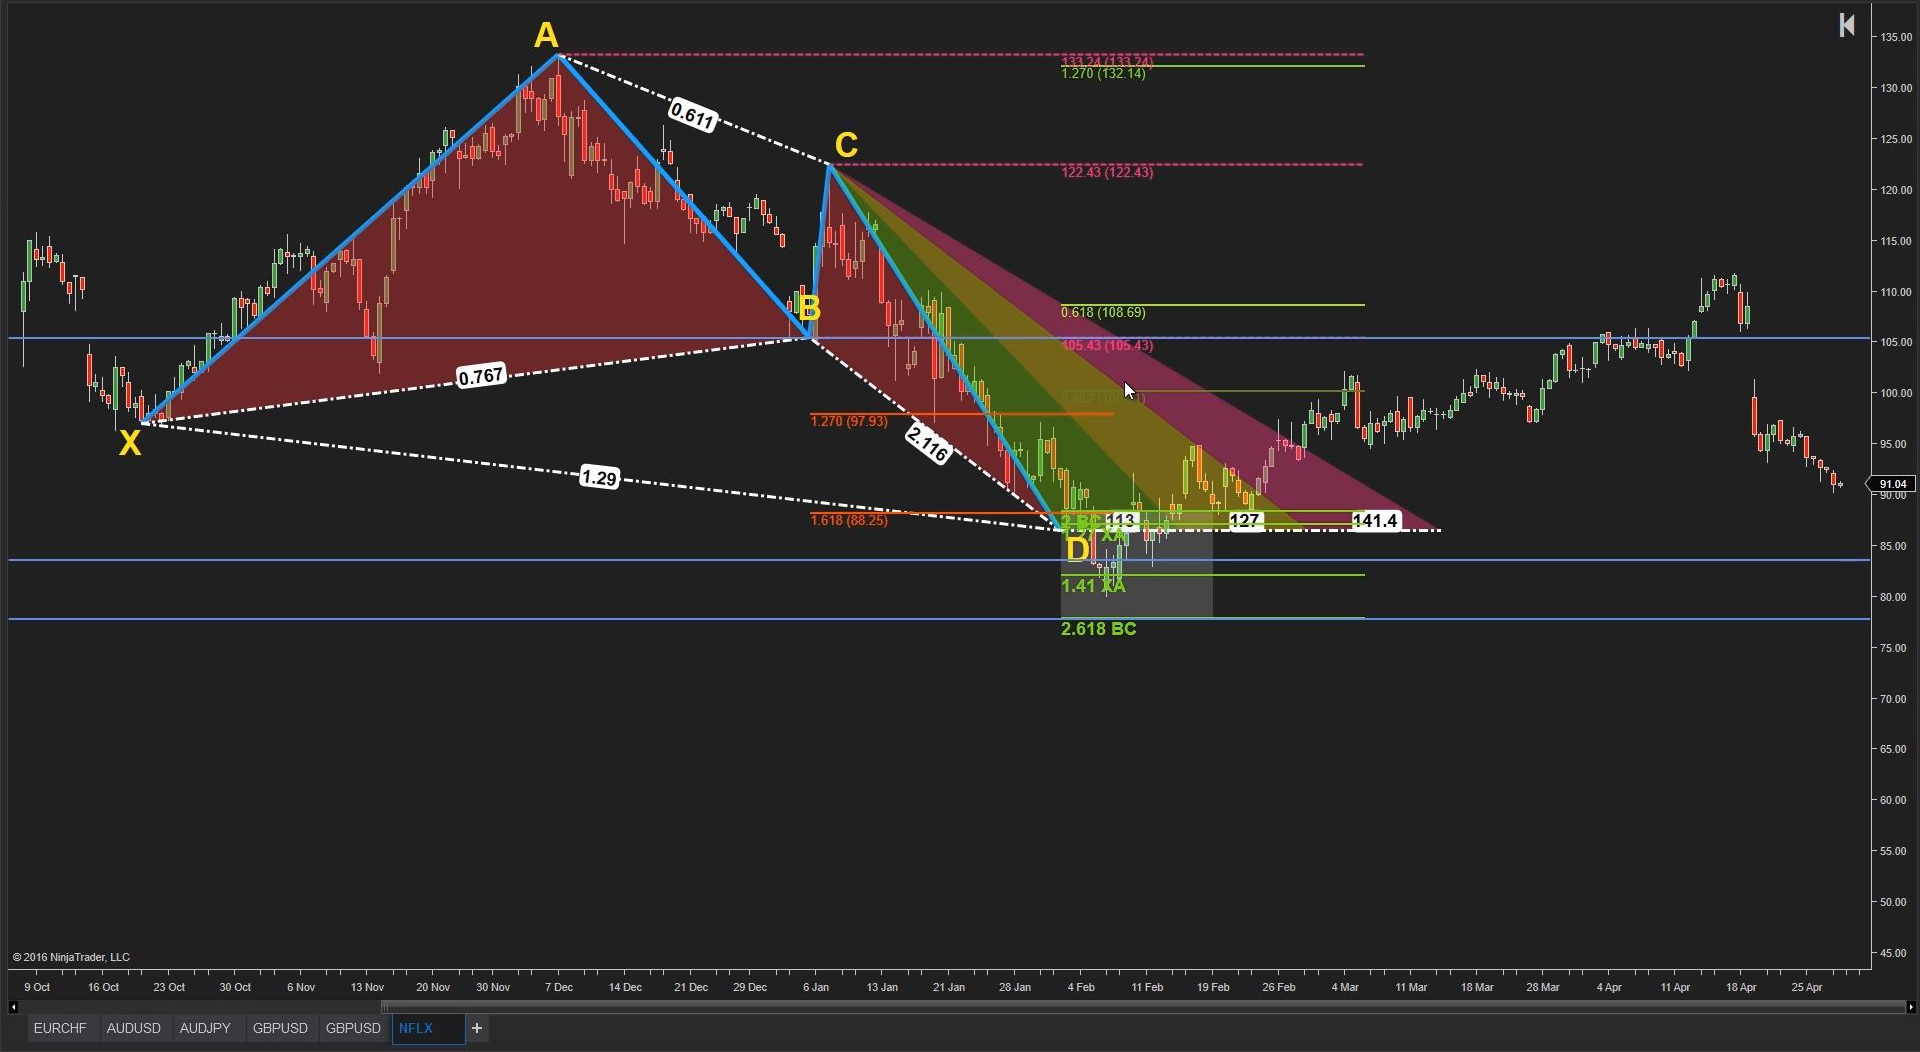 A
135.00
133.24 (133.24)
1.270 (132.14)
130.00
0.611
125.00
C
122.43 (122.43)
120.00
115.00
110.00
B
0.618 (108.69)
105.43 (105.43)
105.00
0.767
100.00
1.270 (97.93)
X
2.116
95.00
1.29
91.04
90.00
1.618 (88.25)
2 BC
113
127
141.4
1.27 XA
D
85.00
1.41 XA
80.00
2.618 BC
75.00
70.00
65.00
60.00
55.00
50.00
45.00
© 2016 NinjaTrader, LLC
9 Oct 16 Oct 23 Oct 30 Oct 6 Nov 13 Nov 20 Nov 30 Nov 7 Dec 14 Dec 21 Dec 29 Dec 6 Jan 13 Jan 21 Jan 28 Jan 4 Feb 11 Feb 19 Feb 26 Feb 4 Mar 11 Mar 18 Mar 28 Mar 4 Apr 11 Apr 18 Apr 25 Apr
EURCHF AUDUSD AUDJPY GBPUSD GBPUSD NFLX +